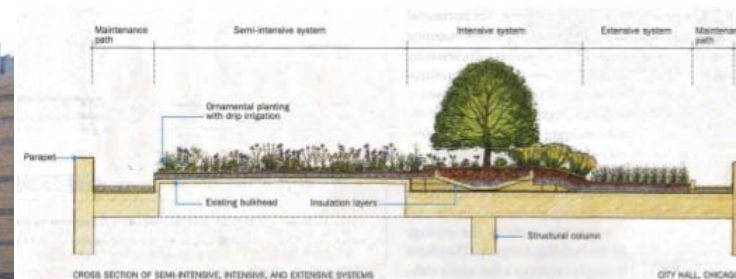 Maintenance
path
Semi-intensive system
Intensive system
Extensive system
path
Ornamental planting
with drip irrigation
Parapet
Existing bulkhead
Insulation layers
Structural column
CROSS SECTION OF SEMI-INTENSIVE, INTENSIVE, AND EXTENSIVE SYSTEMS
CITY HALL, CHICAGO